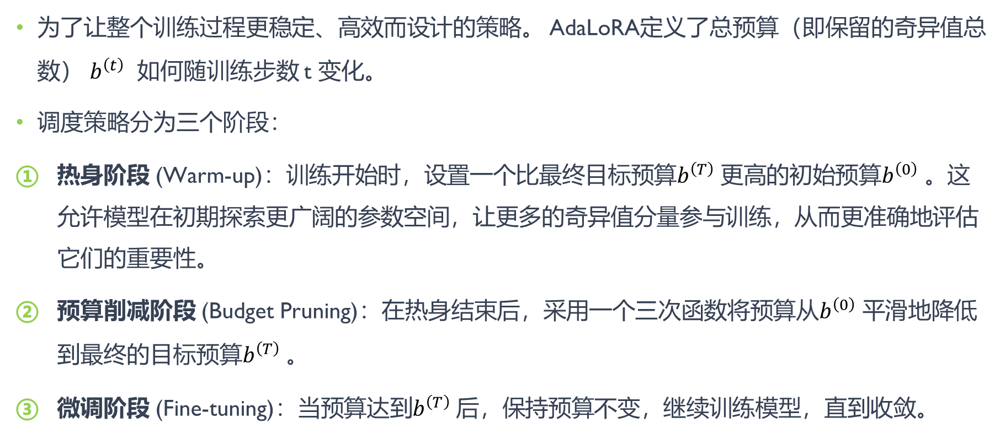 • 为了让整个训练过程更稳定、高效而设计的策略。 AdaLoRA定义了总预算（即保留的奇异值总
数） b^(t) 如何随训练步数 t 变化。
• 调度策略分为三个阶段：
① 热身阶段 (Warm-up)：训练开始时，设置一个比最终目标预算b^(T) 更高的初始预算b^(0) 。这
允许模型在初期探索更广阔的参数空间，让更多的奇异值分量参与训练，从而更准确地评估
它们的重要性。
② 预算削减阶段 (Budget Pruning)：在热身结束后，采用一个三次函数将预算从b^(0) 平滑地降低
到最终的目标预算b^(T) 。
③ 微调阶段 (Fine-tuning)：当预算达到b^(T) 后，保持预算不变，继续训练模型，直到收敛。